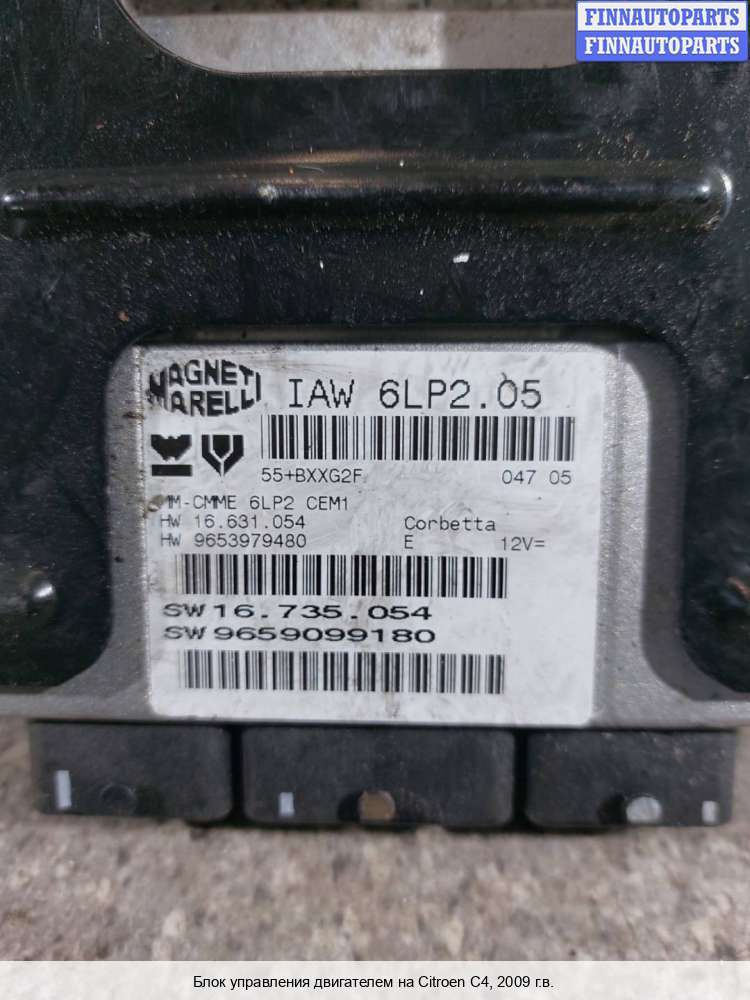 FINNAUTOPARTS
FINNAUTOPARTS
MAGNETI MARELLI
IAW 6LP2.05
55+BXXG2F 047 05
MM-CMME 6LP2 CEM1
HW 16.631.054 Corbetta
HW 9653979480 E 12V=
SW 16.735.054
SW 9659099180
Блок управления двигателем на Citroen C4, 2009 г.в.